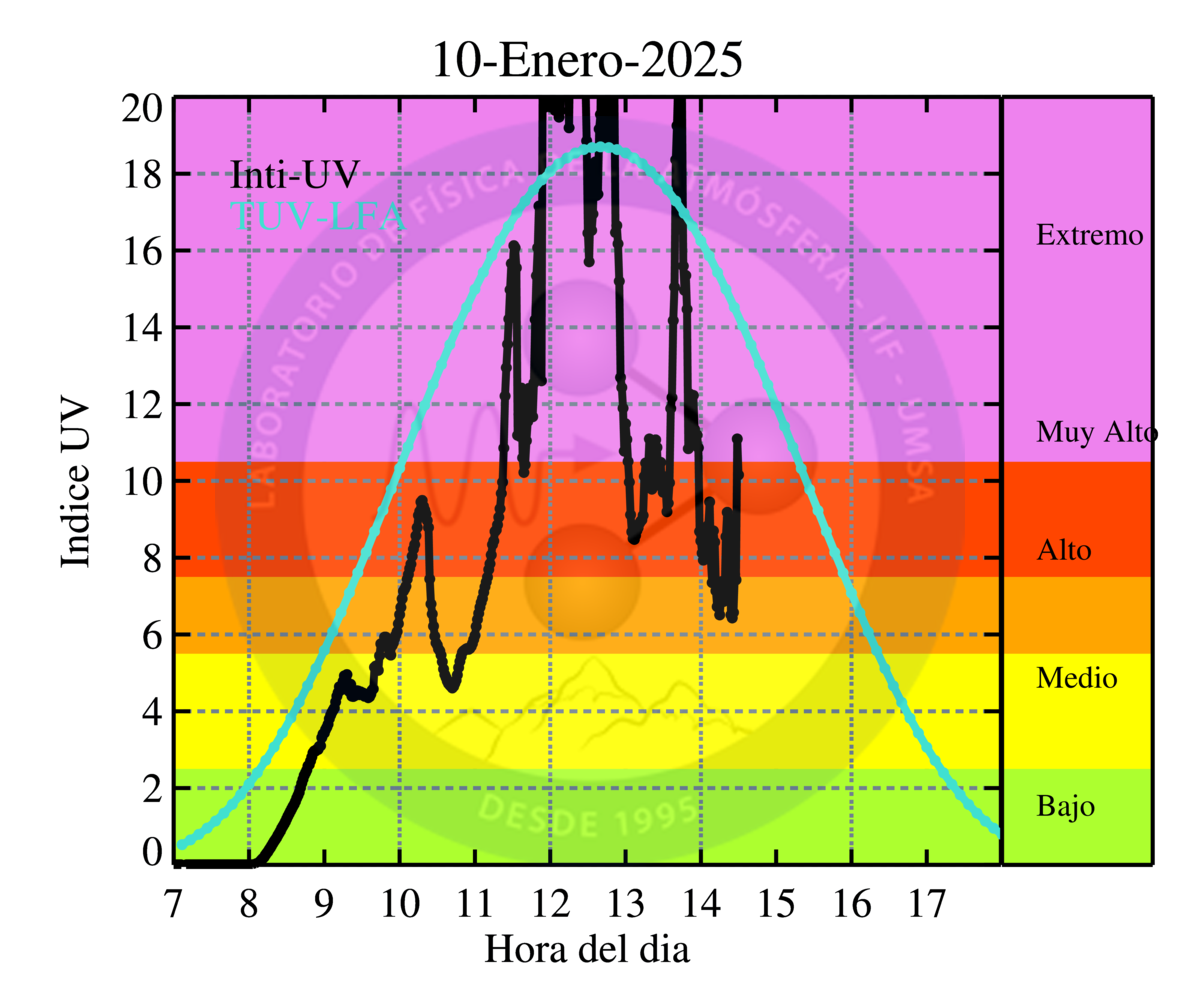 10-Enero-2025
Indice UV
20
18
16
14
12
10
8
6
4
2
0
Inti-UV
TUV-LFA
LABORATORIO DE FÍSICA DE LA ATMÓSFERA - IIF - UMSA
DESDE 1995
Extremo
Muy Alto
Alto
Medio
Bajo
7 8 9 10 11 12 13 14 15 16 17
Hora del dia